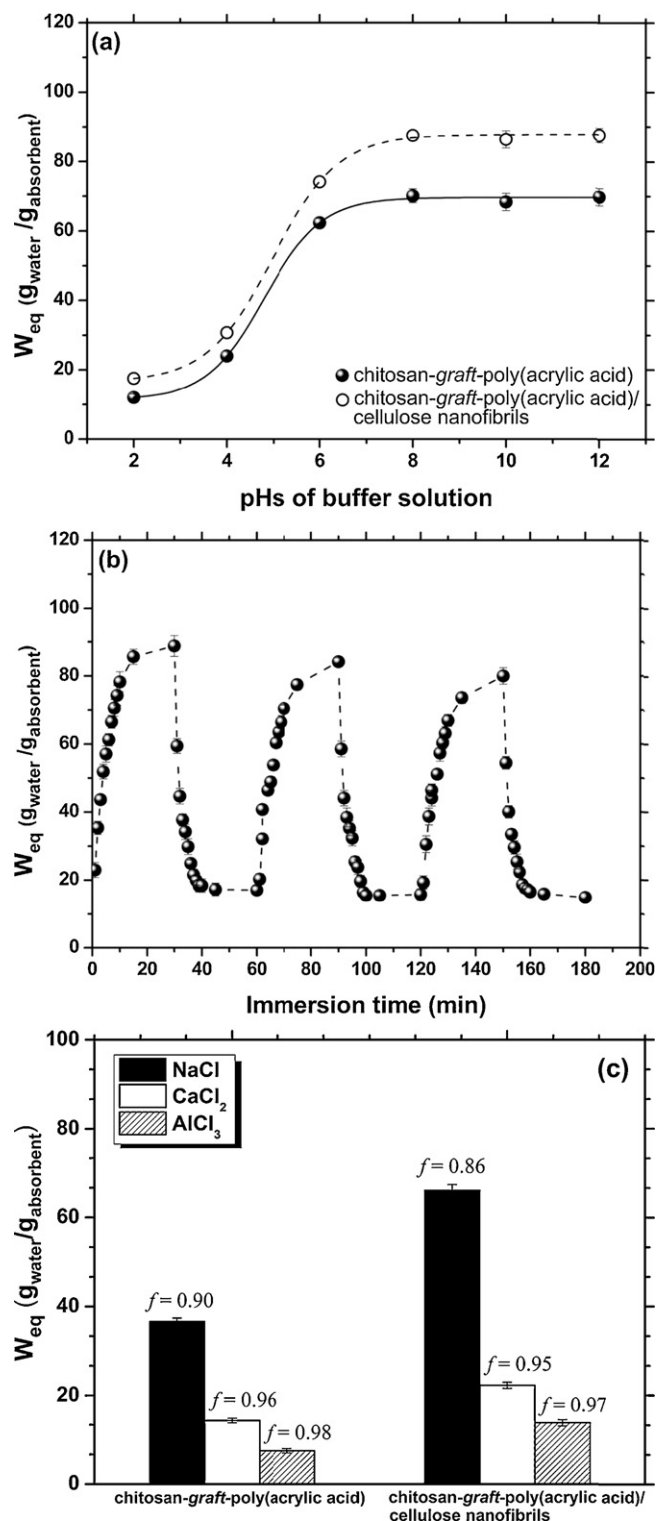 (a)
120
100
80
60
40
20
0
W_eq (g_water /g_absorbent)
chitosan-graft-poly(acrylic acid)
chitosan-graft-poly(acrylic acid)/
cellulose nanofibrils
2 4 6 8 10 12
pHs of buffer solution
(b)
120
100
80
60
40
20
0
W_eq (g_water /g_absorbent)
0 20 40 60 80 100 120 140 160 180 200
Immersion time (min)
(c)
100
80
60
40
20
0
W_eq (g_water/g_absorbent)
NaCl
CaCl2
AlCl3
f = 0.90
f = 0.96
f = 0.98
f = 0.86
f = 0.95
f = 0.97
chitosan-graft-poly(acrylic acid)
chitosan-graft-poly(acrylic acid)/
cellulose nanofibrils